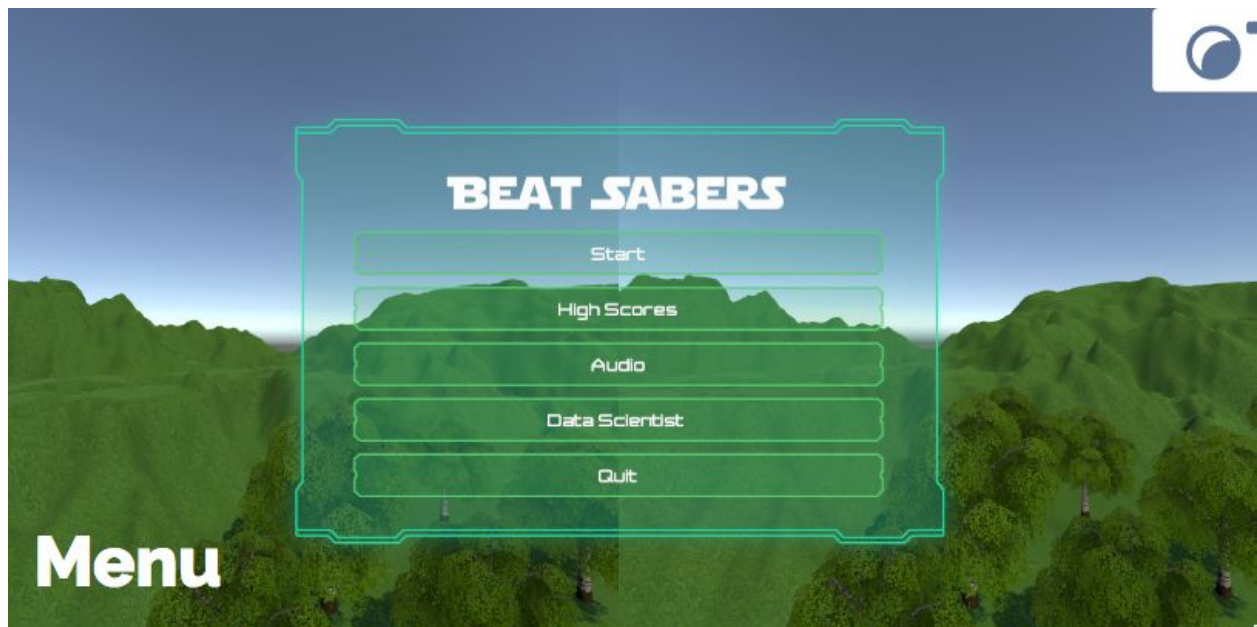 BEAT SABERS
Start
High Scores
Audio
Data Scientist
Quit
Menu